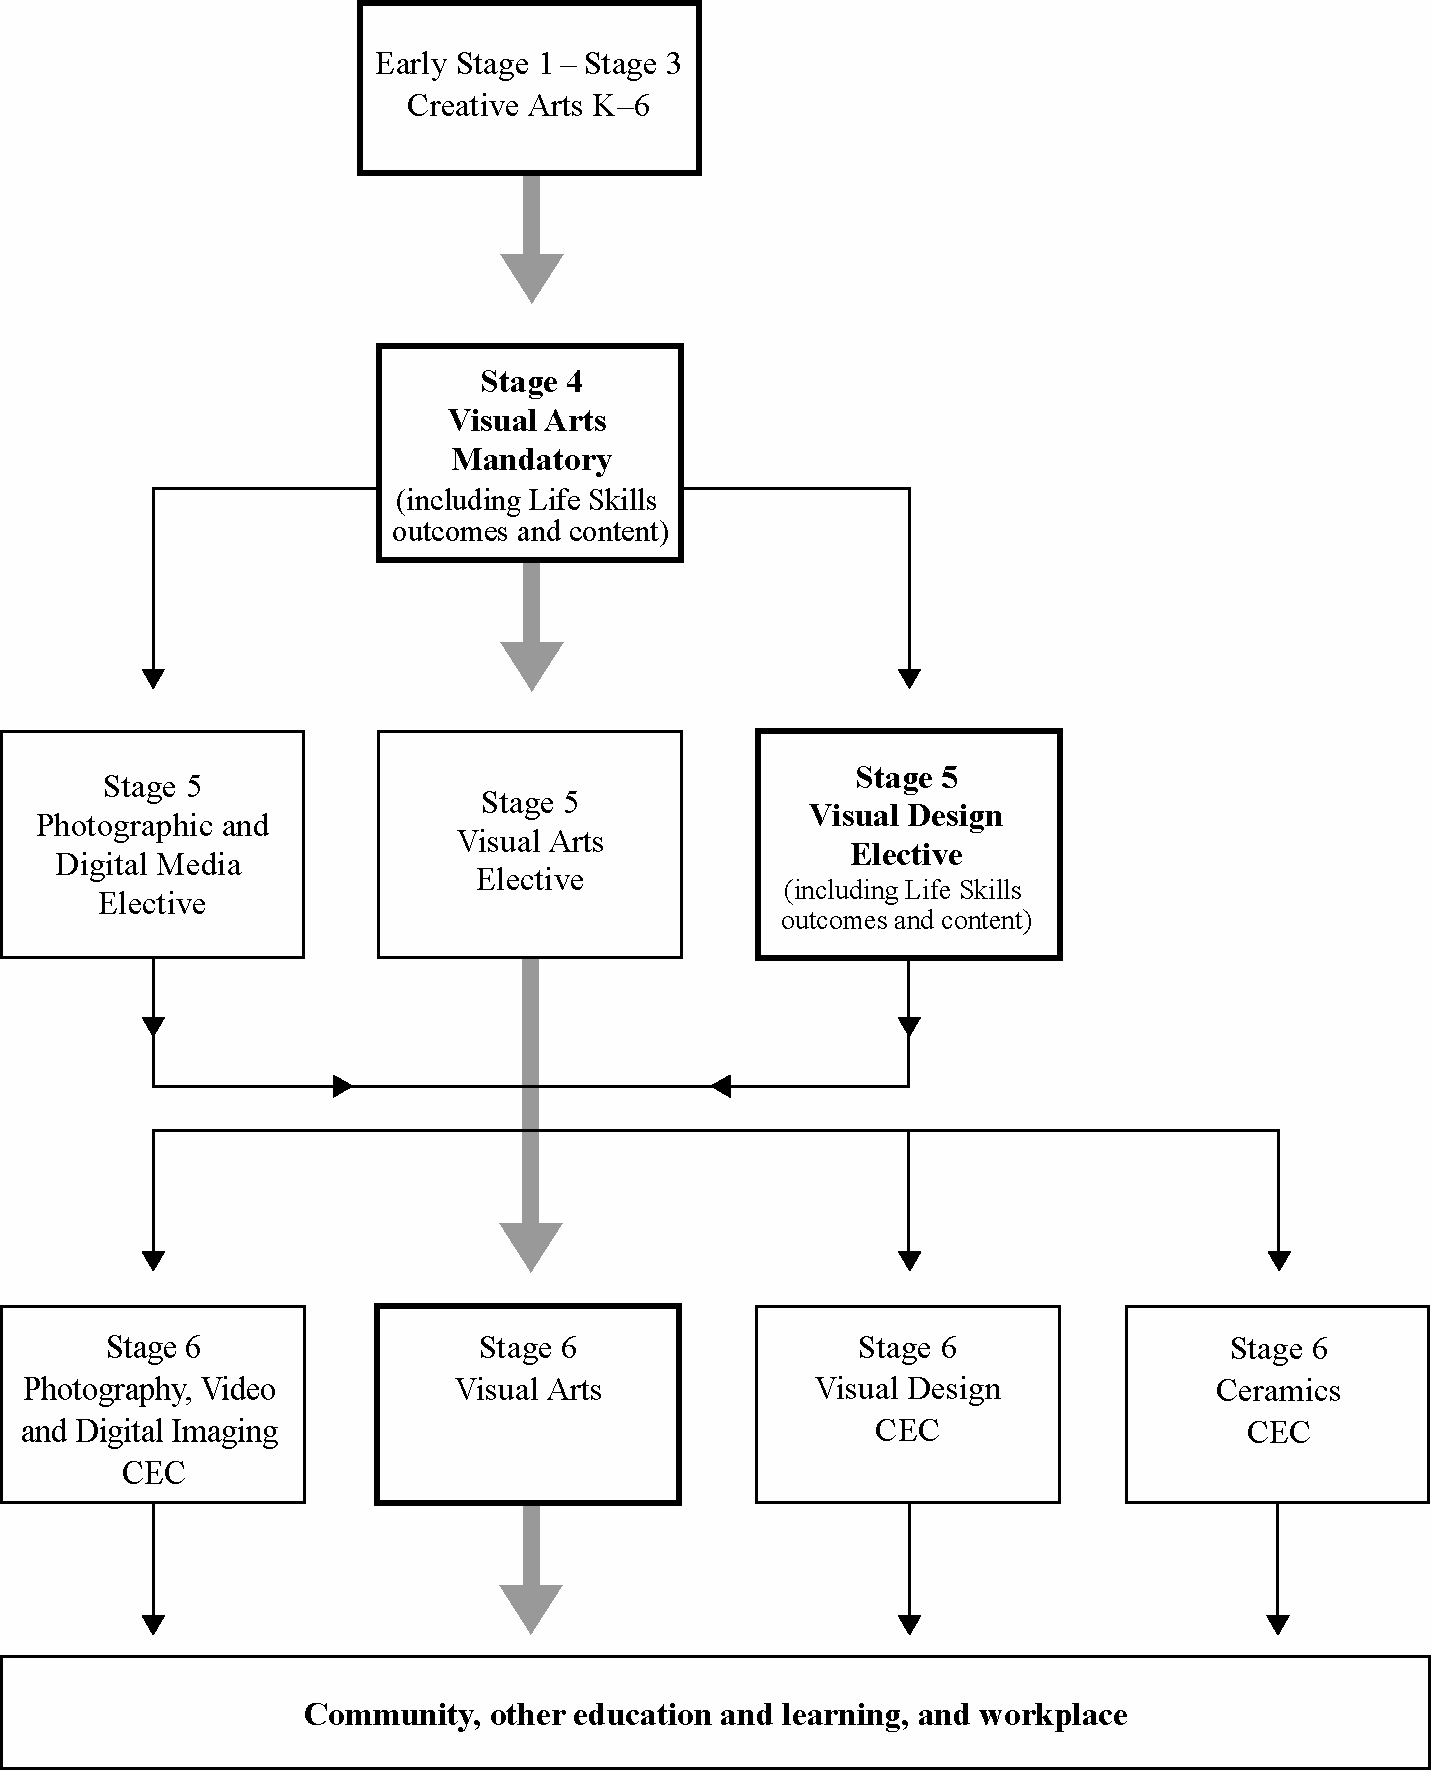 Early Stage 1 – Stage 3
Creative Arts K–6
Stage 4
Visual Arts
Mandatory
(including Life Skills
outcomes and content)
Stage 5
Photographic and
Digital Media
Elective
Stage 5
Visual Arts
Elective
Stage 5
Visual Design
Elective
(including Life Skills
outcomes and content)
Stage 6
Photography, Video
and Digital Imaging
CEC
Stage 6
Visual Arts
Stage 6
Visual Design
CEC
Stage 6
Ceramics
CEC
Community, other education and learning, and workplace